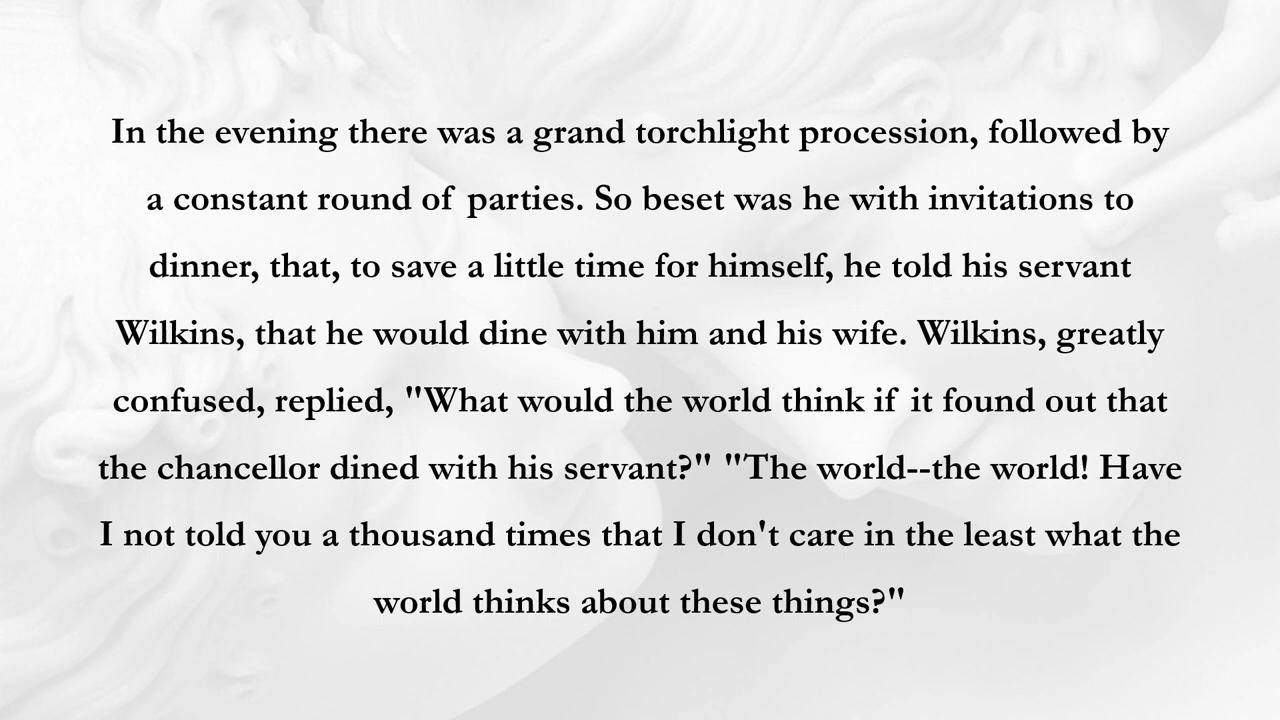 In the evening there was a grand torchlight procession, followed by
a constant round of parties. So beset was he with invitations to
dinner, that, to save a little time for himself, he told his servant
Wilkins, that he would dine with him and his wife. Wilkins, greatly
confused, replied, "What would the world think if it found out that
the chancellor dined with his servant?" "The world--the world! Have
I not told you a thousand times that I don't care in the least what the
world thinks about these things?"